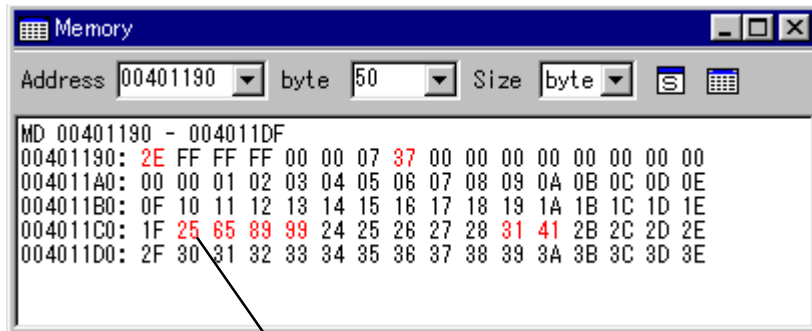 Memory
Address 00401190 byte 50 Size byte S
MD 00401190 - 004011DF
00401190: 2E FF FF FF 00 00 07 37 00 00 00 00 00 00 00 00
004011A0: 00 00 01 02 03 04 05 06 07 08 09 0A 0B 0C 0D 0E
004011B0: 0F 10 11 12 13 14 15 16 17 18 19 1A 1B 1C 1D 1E
004011C0: 1F 25 65 89 99 24 25 26 27 28 31 41 2B 2C 2D 2E
004011D0: 2F 30 31 32 33 34 35 36 37 38 39 3A 3B 3C 3D 3E